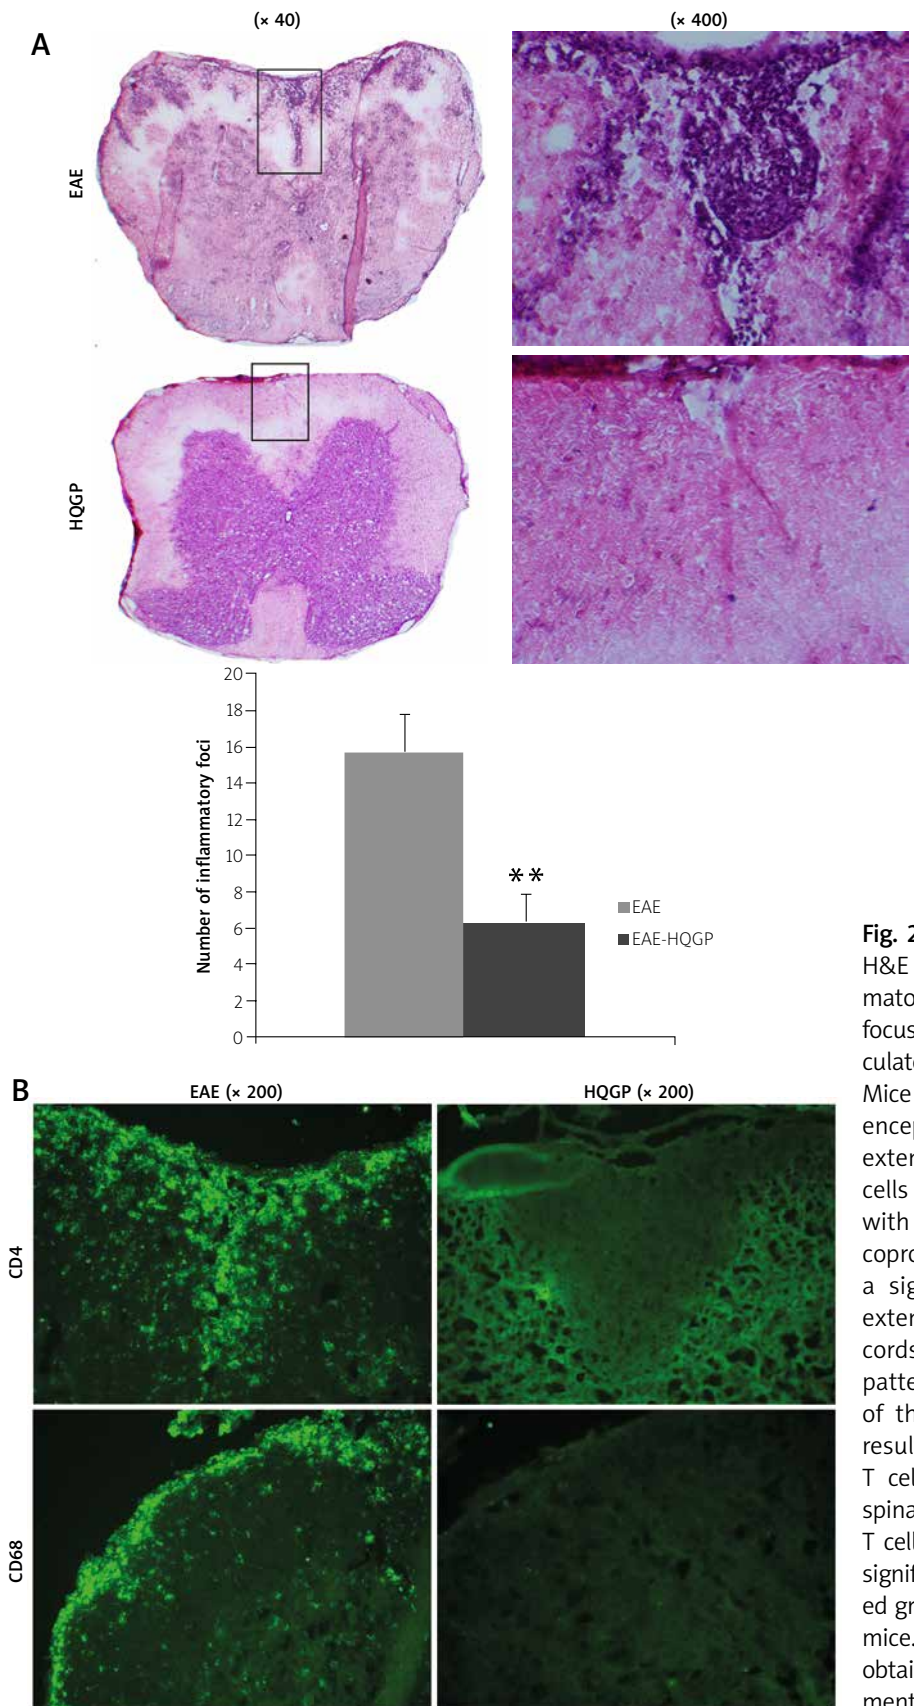 (× 40)
(× 400)
A
EAE
HQGP
20
18
16
14
12
10
8
6
4
2
0
Number of inflammatory foci
**
EAE
EAE-HQGP
B
EAE (× 200)
HQGP (× 200)
CD4
CD68
Fig. 2
H&E
mato
focus
culate
Mice
encep
exter
cells
with
copro
a sig
exter
cords
patte
of th
resul
T cel
spina
T cell
signif
ed gr
mice.
obtai
ment